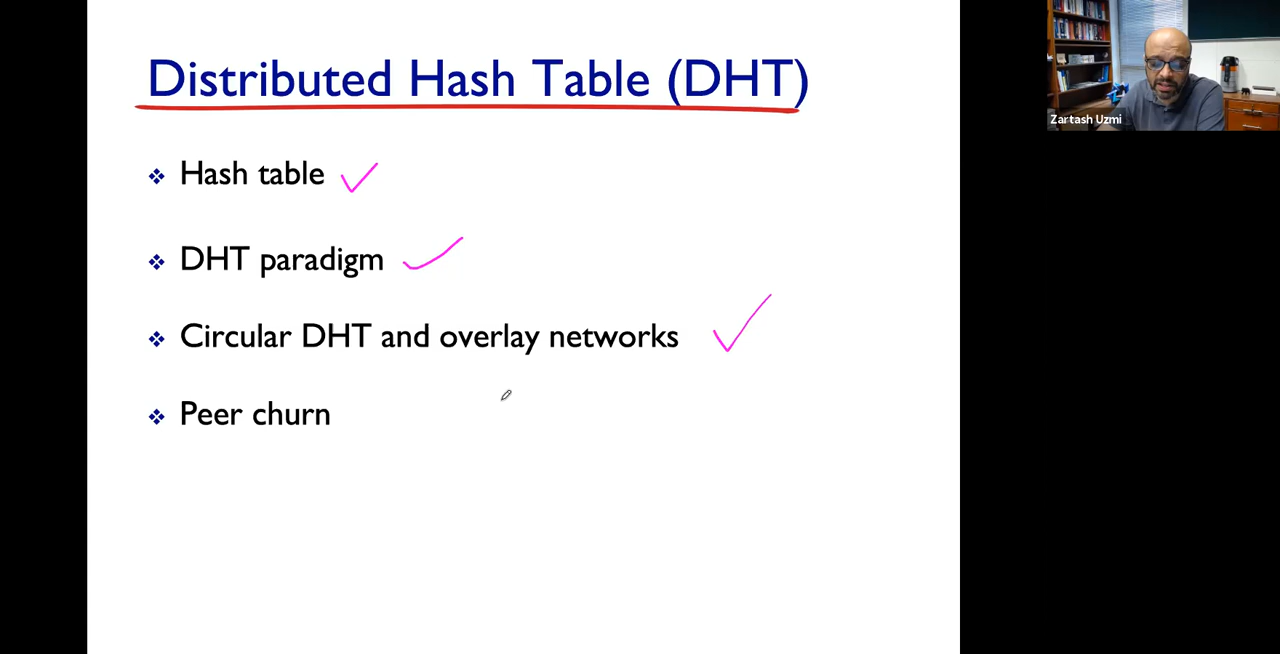 Distributed Hash Table (DHT)
Hash table
DHT paradigm
Circular DHT and overlay networks
Peer churn
Zartash Uzmi